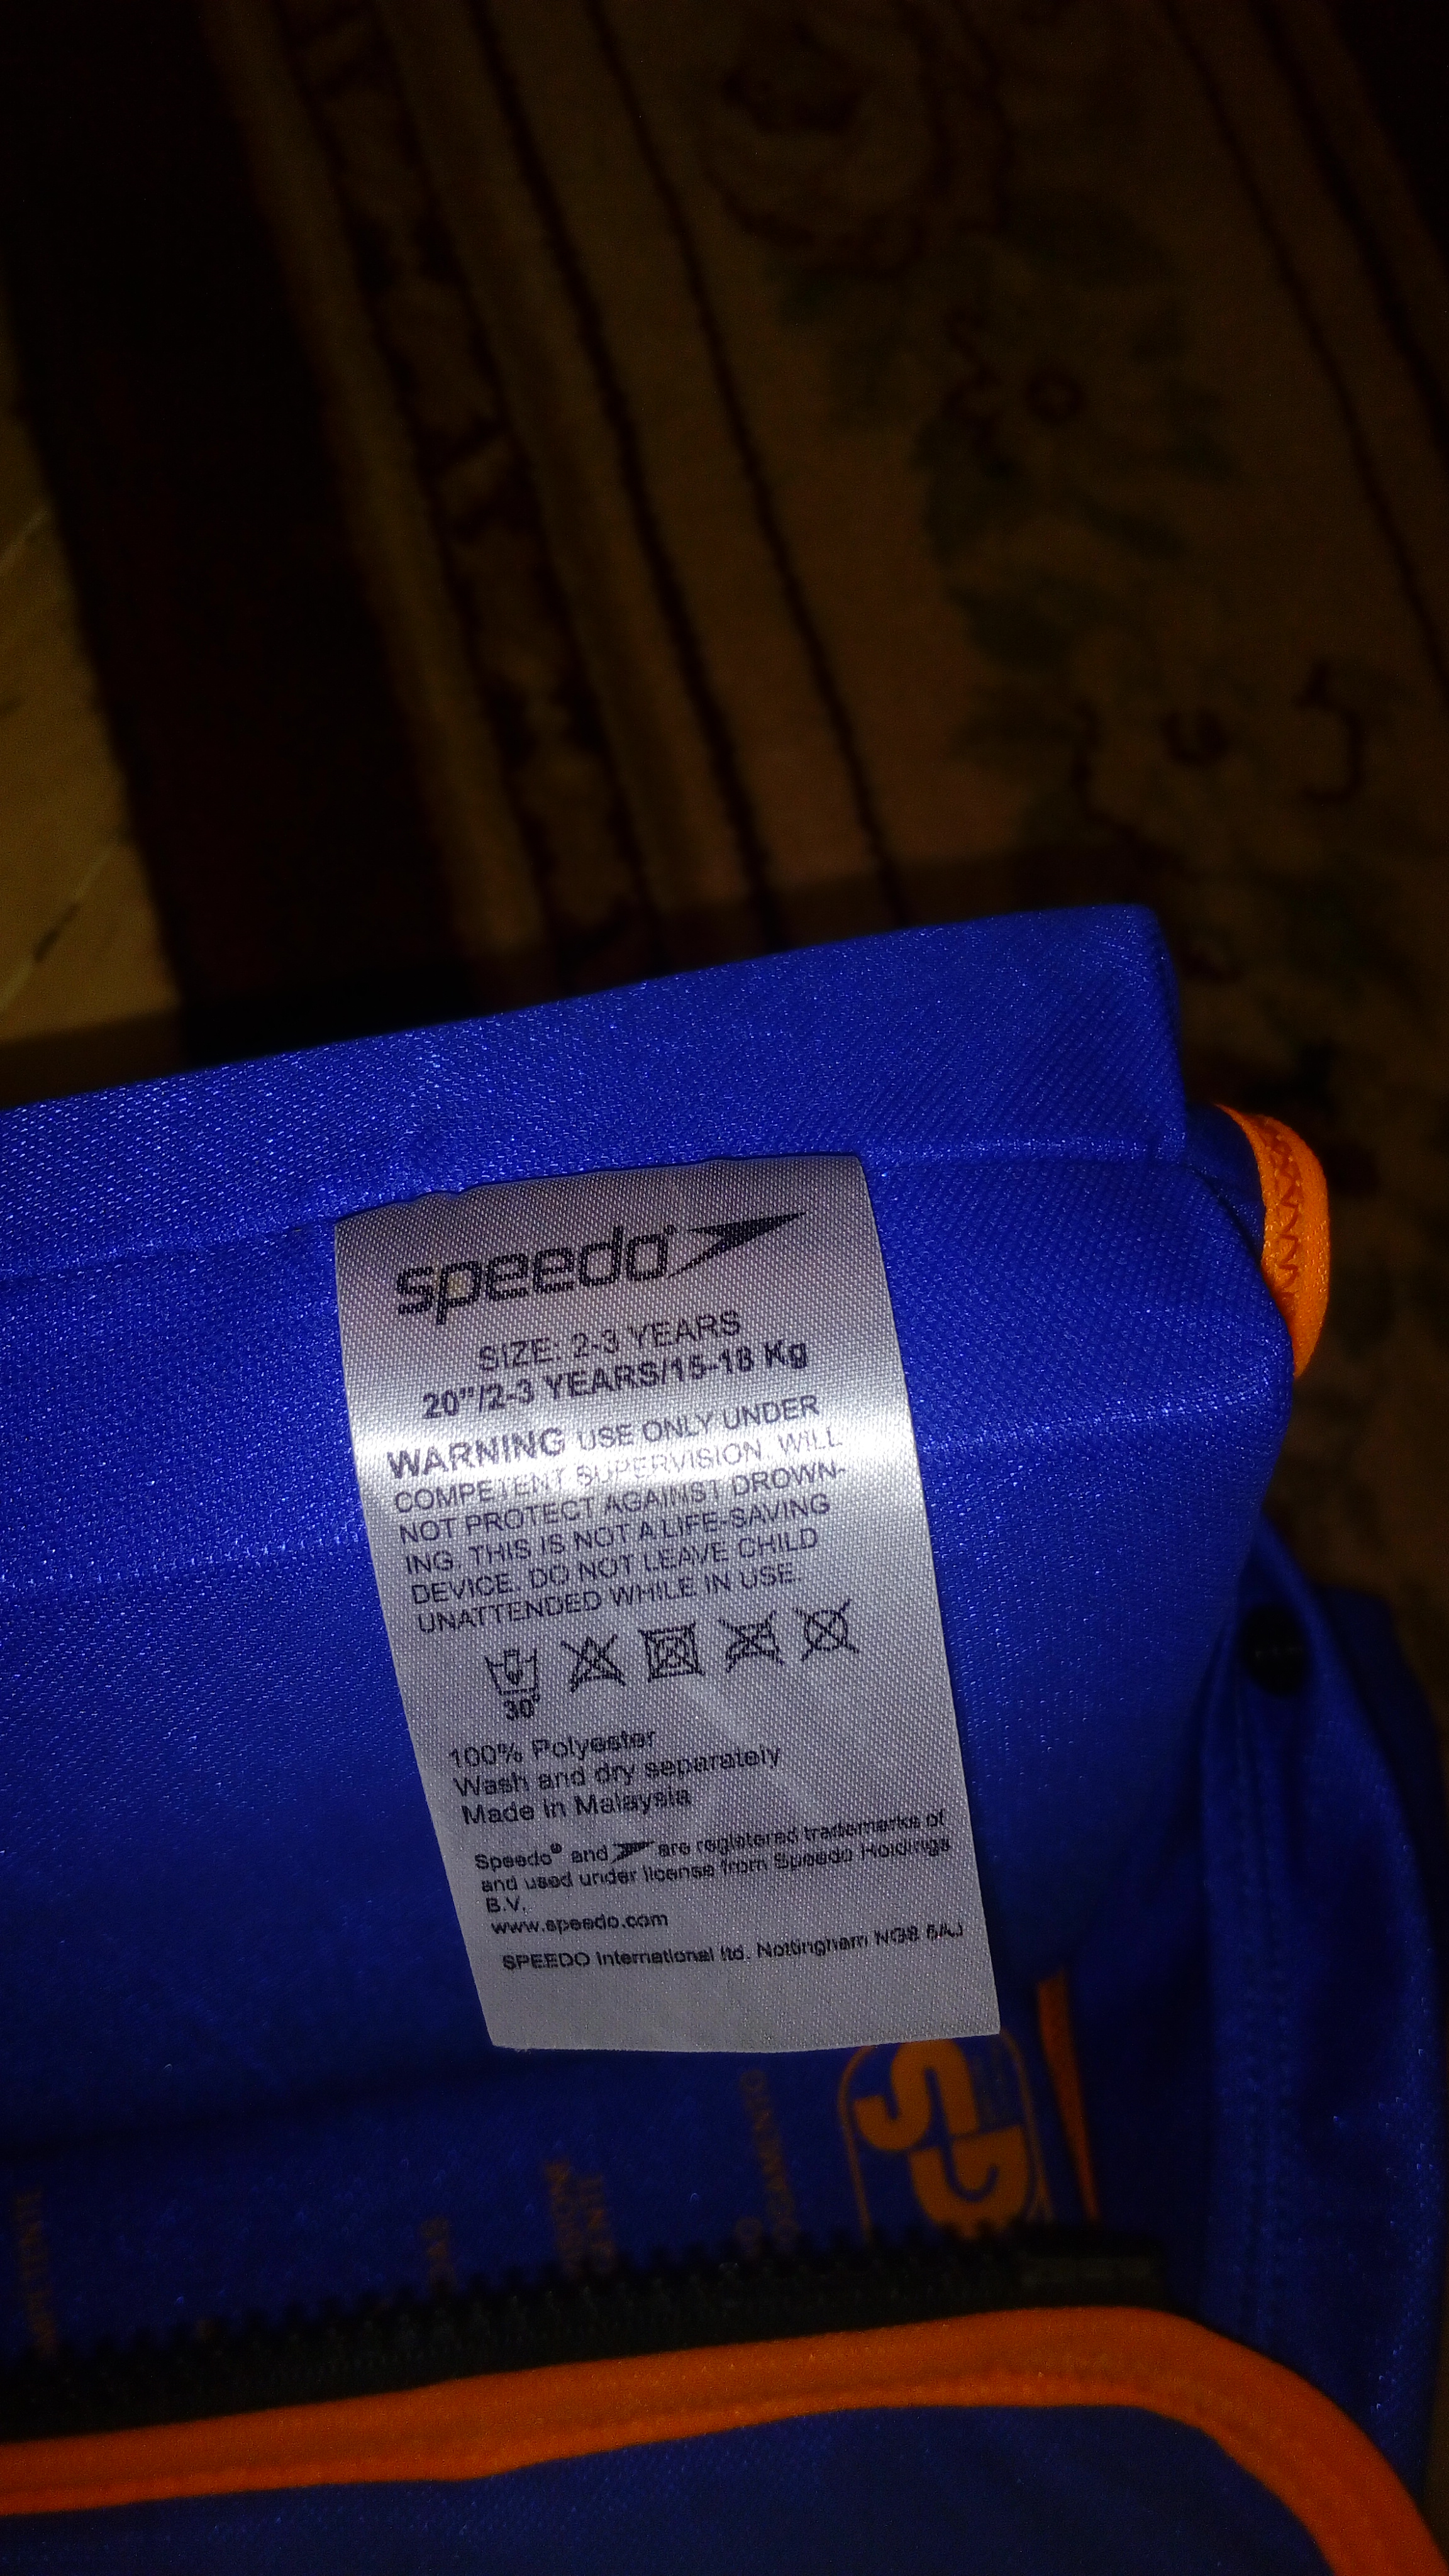 speedo
SIZE: 2-3 YEARS
20"/2-3 YEARS/15-18 Kg
WARNING USE ONLY UNDER
COMPETENT SUPERVISION. WILL
NOT PROTECT AGAINST DROWN-
ING. THIS IS NOT A LIFE-SAVING
DEVICE. DO NOT LEAVE CHILD
UNATTENDED WHILE IN USE.
30°
100% Polyester
Wash and dry separately
Made in Malaysia
Speedo® and are registered trademarks of
and used under license from Speedo Holdings
B.V.
www.speedo.com
SPEEDO International ltd. Nottingham NG8 6AJ